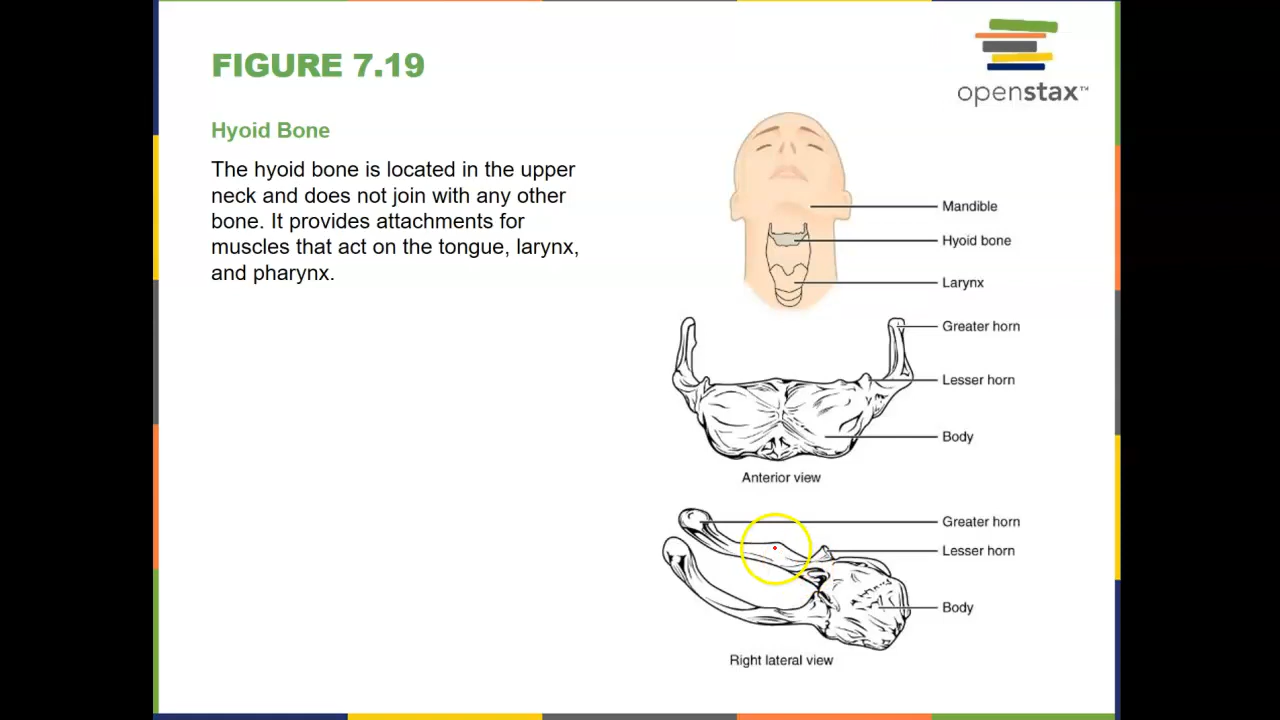 FIGURE 7.19
openstax™
Hyoid Bone
The hyoid bone is located in the upper
neck and does not join with any other
bone. It provides attachments for
muscles that act on the tongue, larynx,
and pharynx.
Mandible
Hyoid bone
Larynx
Greater horn
Lesser horn
Body
Anterior view
Greater horn
Lesser horn
Body
Right lateral view